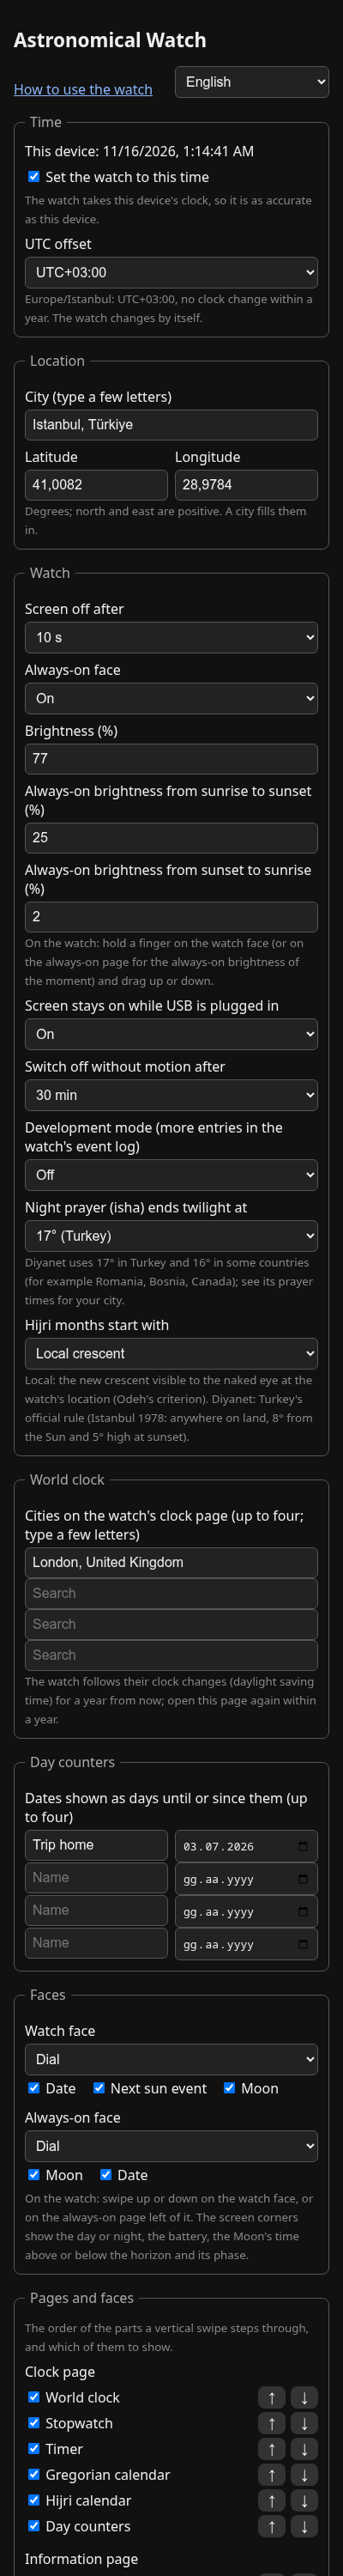 Astronomical Watch
How to use the watch
English
Time
This device: 11/16/2026, 1:14:41 AM
Set the watch to this time
The watch takes this device's clock, so it is as accurate
as this device.
UTC offset
UTC+03:00
Europe/Istanbul: UTC+03:00, no clock change within a
year. The watch changes by itself.
Location
City (type a few letters)
Istanbul, Türkiye
Latitude
Longitude
41,0082
28,9784
Degrees; north and east are positive. A city fills them
in.
Watch
Screen off after
10 s
Always-on face
On
Brightness (%)
77
Always-on brightness from sunrise to sunset
(%)
25
Always-on brightness from sunset to sunrise
(%)
2
On the watch: hold a finger on the watch face (or on
the always-on page for the always-on brightness of
the moment) and drag up or down.
Screen stays on while USB is plugged in
On
Switch off without motion after
30 min
Development mode (more entries in the
watch's event log)
Off
Night prayer (isha) ends twilight at
17° (Turkey)
Diyanet uses 17° in Turkey and 16° in some countries
(for example Romania, Bosnia, Canada); see its prayer
times for your city.
Hijri months start with
Local crescent
Local: the new crescent visible to the naked eye at the
watch's location (Odeh's criterion). Diyanet: Turkey's
official rule (Istanbul 1978: anywhere on land, 8° from
the Sun and 5° high at sunset).
World clock
Cities on the watch's clock page (up to four;
type a few letters)
London, United Kingdom
Search
Search
Search
The watch follows their clock changes (daylight saving
time) for a year from now; open this page again within
a year.
Day counters
Dates shown as days until or since them (up
to four)
Trip home
03.07.2026
Name
gg.aa.yyyy
Name
gg.aa.yyyy
Name
gg.aa.yyyy
Faces
Watch face
Dial
Date Next sun event Moon
Always-on face
Dial
Moon Date
On the watch: swipe up or down on the watch face, or
on the always-on page left of it. The screen corners
show the day or night, the battery, the Moon's time
above or below the horizon and its phase.
Pages and faces
The order of the parts a vertical swipe steps through,
and which of them to show.
Clock page
World clock ↑ ↓
Stopwatch ↑ ↓
Timer ↑ ↓
Gregorian calendar ↑ ↓
Hijri calendar ↑ ↓
Day counters ↑ ↓
Information page